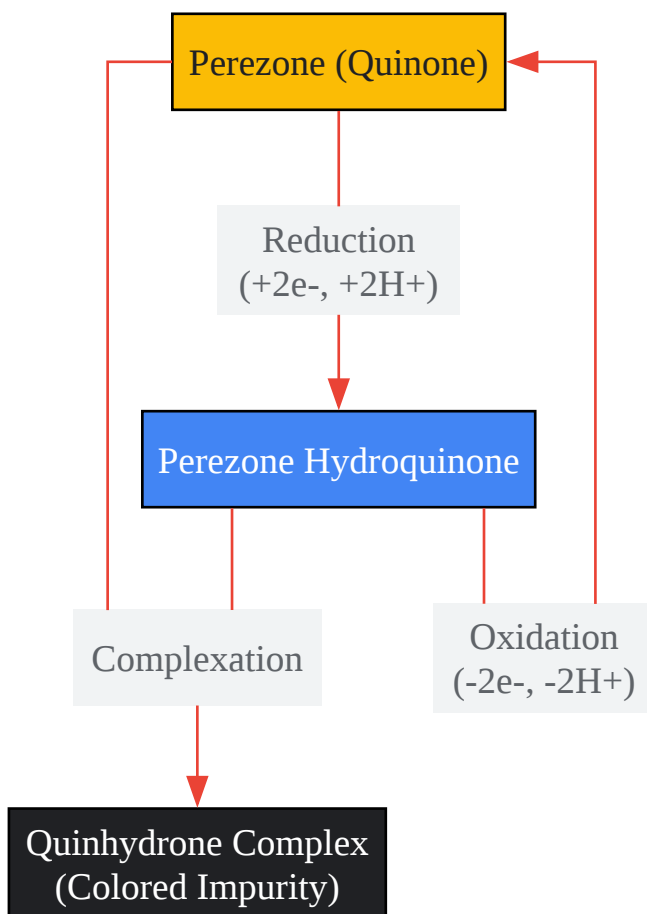 Perezone (Quinone)
Reduction
(+2e-, +2H+)
Perezone Hydroquinone
Complexation
Oxidation
(-2e-, -2H+)
Quinhydrone Complex
(Colored Impurity)